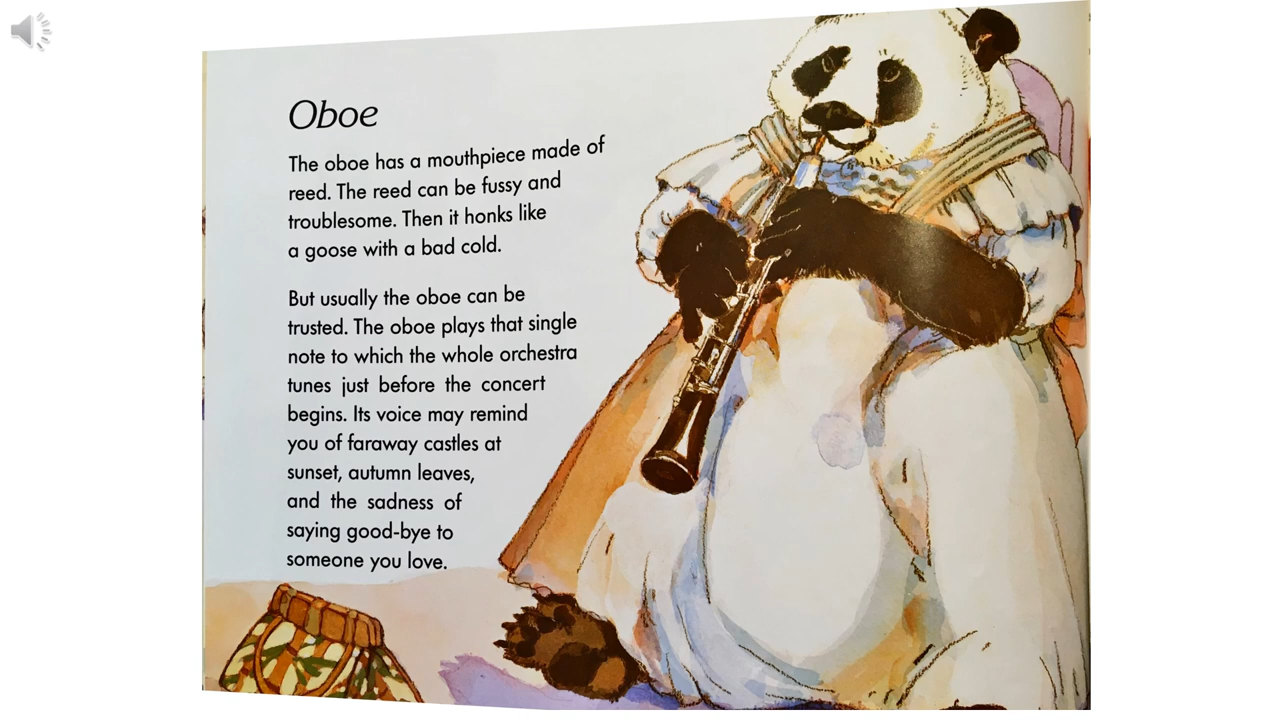 Oboe
The oboe has a mouthpiece made of
reed. The reed can be fussy and
troublesome. Then it honks like
a goose with a bad cold.
But usually the oboe can be
trusted. The oboe plays that single
note to which the whole orchestra
tunes just before the concert
begins. Its voice may remind
you of faraway castles at
sunset, autumn leaves,
and the sadness of
saying good-bye to
someone you love.